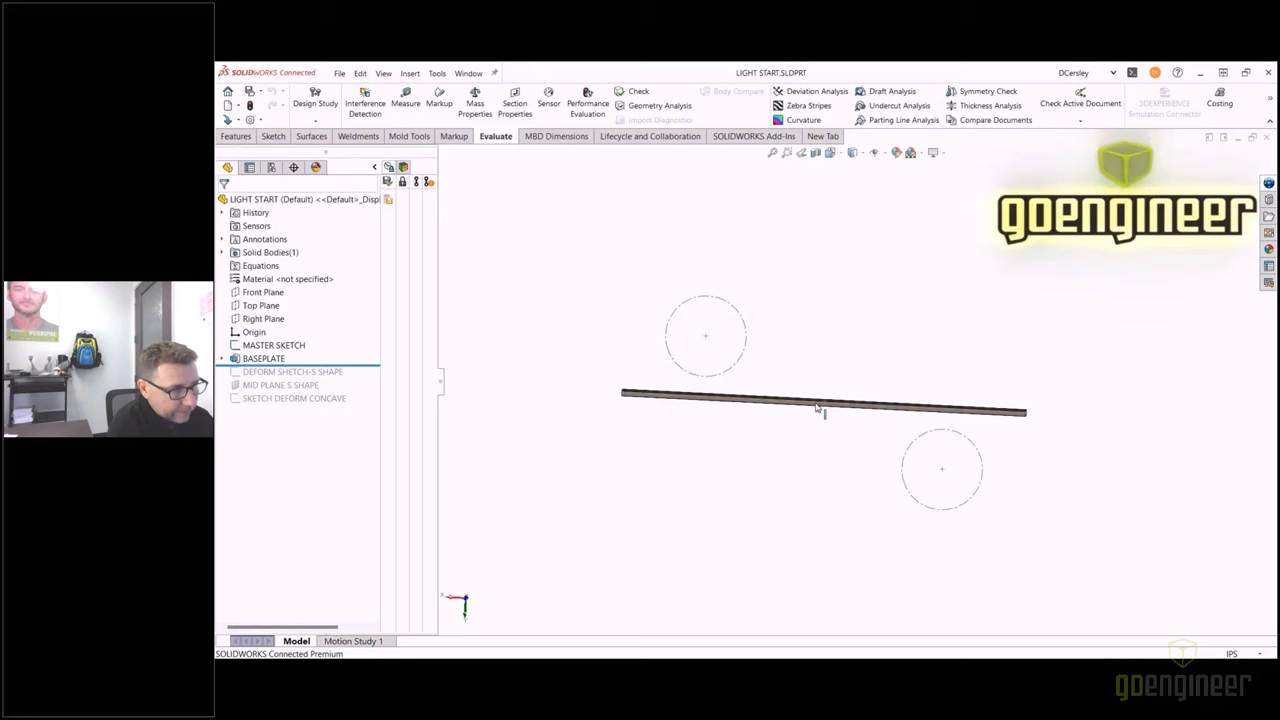 SOLIDWORKS Connected File Edit View Insert Tools Window LIGHT START.SLDPRT DCersley
Design Study Interference Detection Measure Markup Mass Properties Section Properties Sensor Performance Evaluation Check Geometry Analysis Import Diagnostics Body Compare Deviation Analysis Zebra Stripes Curvature Draft Analysis Undercut Analysis Parting Line Analysis Symmetry Check Thickness Analysis Compare Documents Check Active Document 3DEXPERIENCE Simulation Connector Costing
Features Sketch Surfaces Weldments Mold Tools Markup Evaluate MBD Dimensions Lifecycle and Collaboration SOLIDWORKS Add-Ins New Tab
LIGHT START (Default) <<Default>_Displ
History
Sensors
Annotations
Solid Bodies(1)
Equations
Material <not specified>
Front Plane
Top Plane
Right Plane
Origin
MASTER SKETCH
BASEPLATE
DEFORM SHETCH-S SHAPE
MID PLANE S SHAPE
SKETCH DEFORM CONCAVE
goengineer
Model Motion Study 1
SOLIDWORKS Connected Premium IPS
goengineer